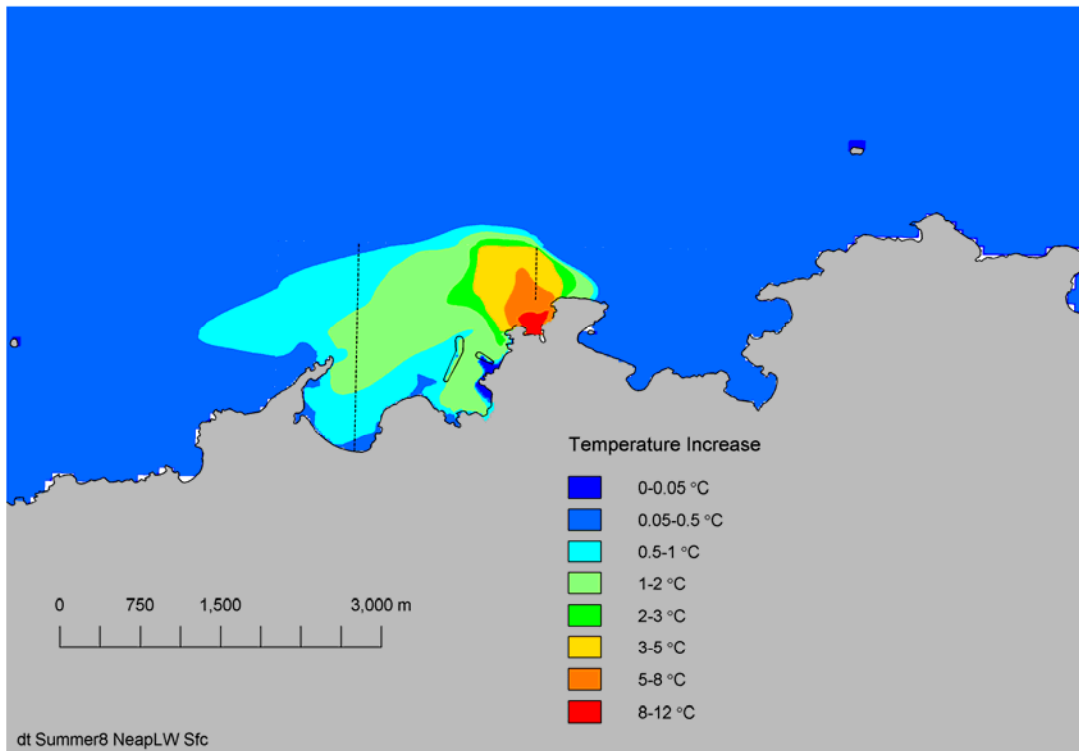 Temperature Increase
0-0.05 °C
0.05-0.5 °C
0.5-1 °C
1-2 °C
2-3 °C
3-5 °C
5-8 °C
8-12 °C
0 750 1,500 3,000 m
dt Summer8 NeapLW Sfc